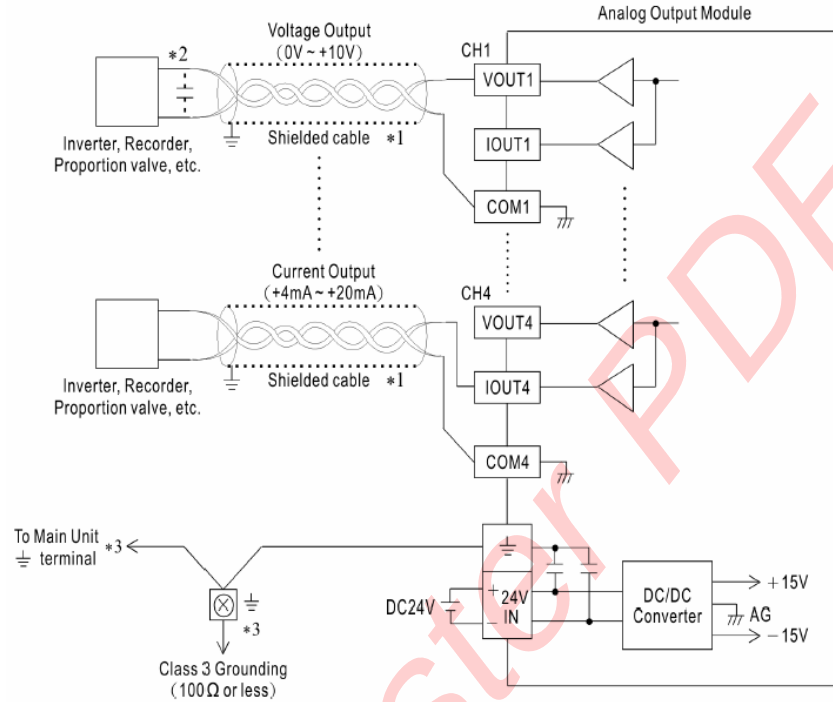 Analog Output Module
Voltage Output
(0V ~ +10V)
CH1
*2
VOUT1
Inverter, Recorder,
Proportion valve, etc.
Shielded cable *1
IOUT1
COM1
Current Output
(+4mA ~ +20mA)
CH4
VOUT4
Inverter, Recorder,
Proportion valve, etc.
Shielded cable *1
IOUT4
COM4
To Main Unit
terminal *3
*3
Class 3 Grounding
(100Ω or less)
DC24V
+ 24V
− IN
DC/DC
Converter
+15V
AG
−15V
ster PDF